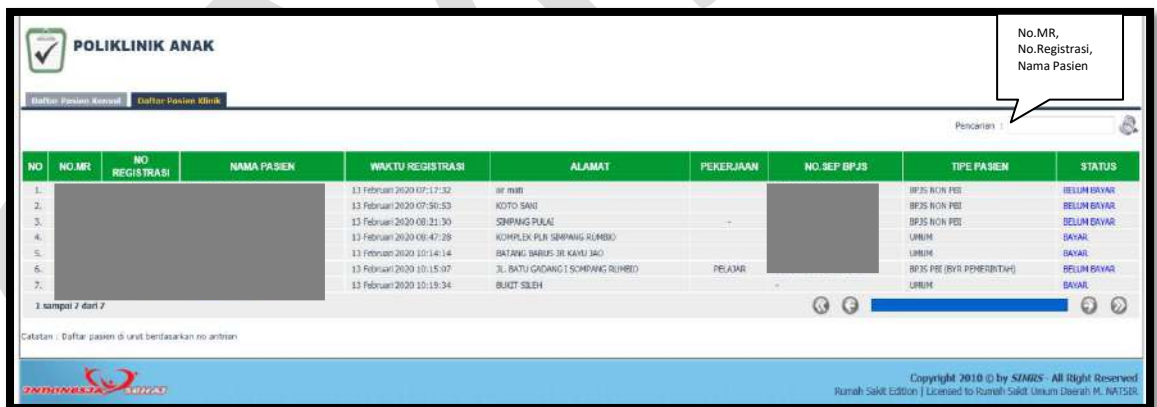 No.MR,
No.Registrasi,
Nama Pasien
POLIKLINIK ANAK
Daftar Pasien Konsul Daftar Pasien Klinik
Pencarian :
NO NO.MR NO REGISTRASI NAMA PASIEN WAKTU REGISTRASI ALAMAT PEKERJAAN NO.SEP BPJS TIPE PASIEN STATUS
1. 13 Februari 2020 07:17:32 air mati BPJS NON PBI BELUM BAYAR
2. 13 Februari 2020 07:50:53 KOTO SANI BPJS NON PBI BELUM BAYAR
3. 13 Februari 2020 08:21:30 SIMPANG PULAI - BPJS NON PBI BELUM BAYAR
4. 13 Februari 2020 08:47:28 KOMPLEK PLN SIMPANG RUMBIO UMUM BAYAR
5. 13 Februari 2020 10:14:14 BATANG BARUS JR KAYU JAO UMUM BAYAR
6. 13 Februari 2020 10:15:07 JL. BATU GADANG I SOMPANG RUMBIO PELAJAR BPJS PBI (BYR PEMERINTAH) BELUM BAYAR
7. 13 Februari 2020 10:19:34 BUKIT SILEH - UMUM BAYAR
1 sampai 7 dari 7
Catatan : Daftar pasien di urut berdasarkan no antrian
INDONESIA SIMRS
Copyright 2010 © by SIMRS - All Right Reserved
Rumah Sakit Edition | Licensed to Rumah Sakit Umum Daerah M. NATSIR